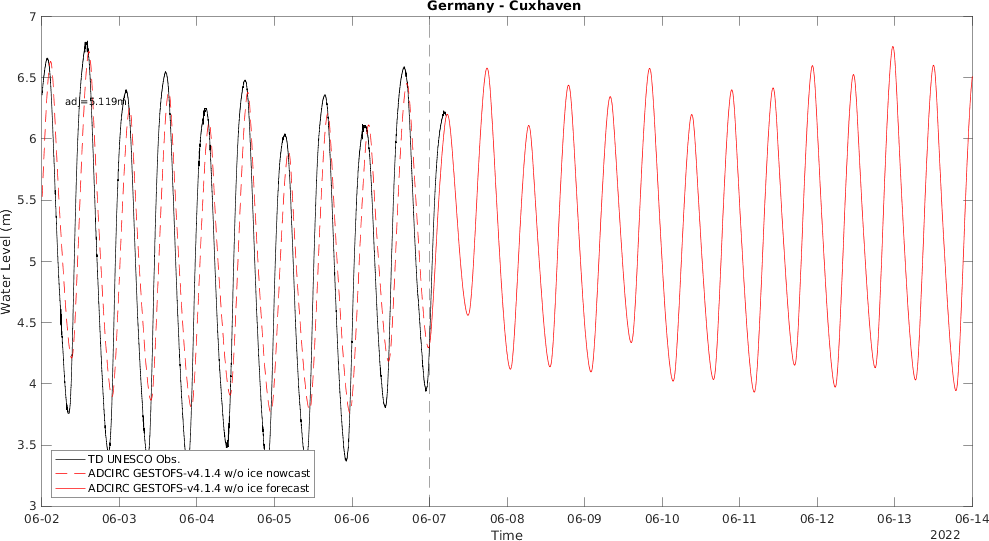 Germany - Cuxhaven
7
6.5
6
5.5
5
4.5
4
3.5
3
Water Level (m)
ad =5.119m
TD UNESCO Obs.
ADCIRC GESTOFS-v4.1.4 w/o ice nowcast
ADCIRC GESTOFS-v4.1.4 w/o ice forecast
06-02 06-03 06-04 06-05 06-06 06-07 06-08 06-09 06-10 06-11 06-12 06-13 06-14
Time
2022